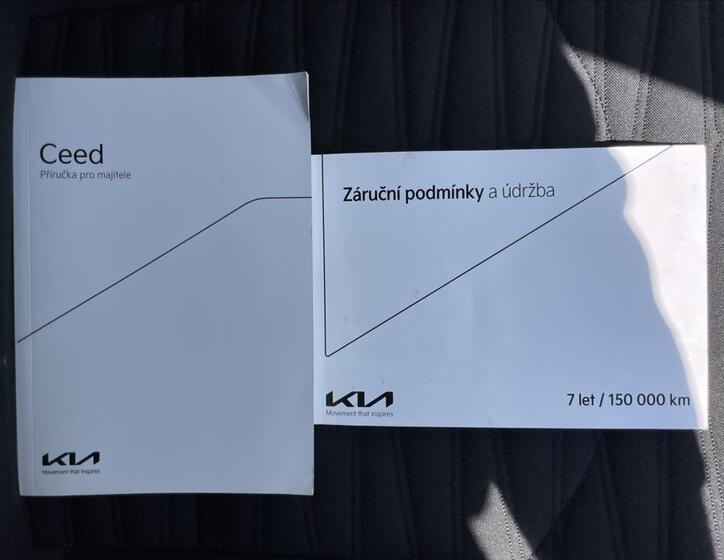 Ceed
Příručka pro majitele
KIA
Movement that inspires
Záruční podmínky a údržba
KIA
Movement that inspires
7 let / 150 000 km